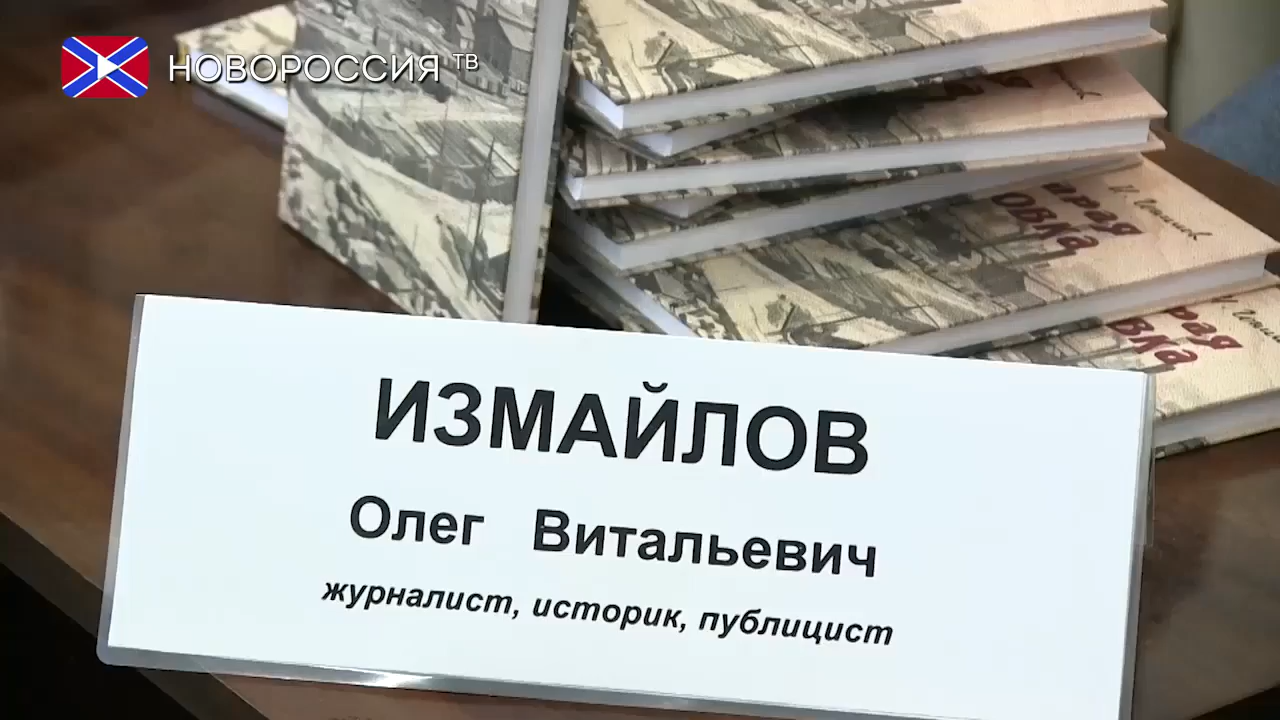 НОВОРОССИЯ ТВ
ИЗМАЙЛОВ
Олег Витальевич
журналист, историк, публицист